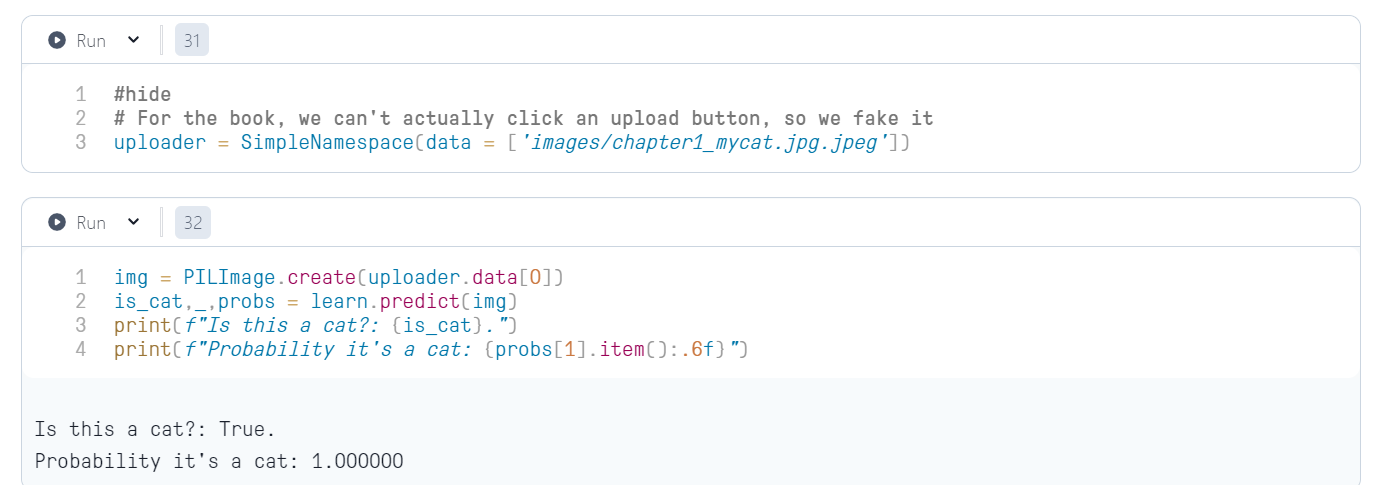 Run 31
1 #hide
2 # For the book, we can't actually click an upload button, so we fake it
3 uploader = SimpleNamespace(data = ['images/chapter1_mycat.jpg.jpeg'])
Run 32
1 img = PILImage.create(uploader.data[0])
2 is_cat,_,probs = learn.predict(img)
3 print(f"Is this a cat?: {is_cat}.")
4 print(f"Probability it's a cat: {probs[1].item():.6f}")
Is this a cat?: True.
Probability it's a cat: 1.000000